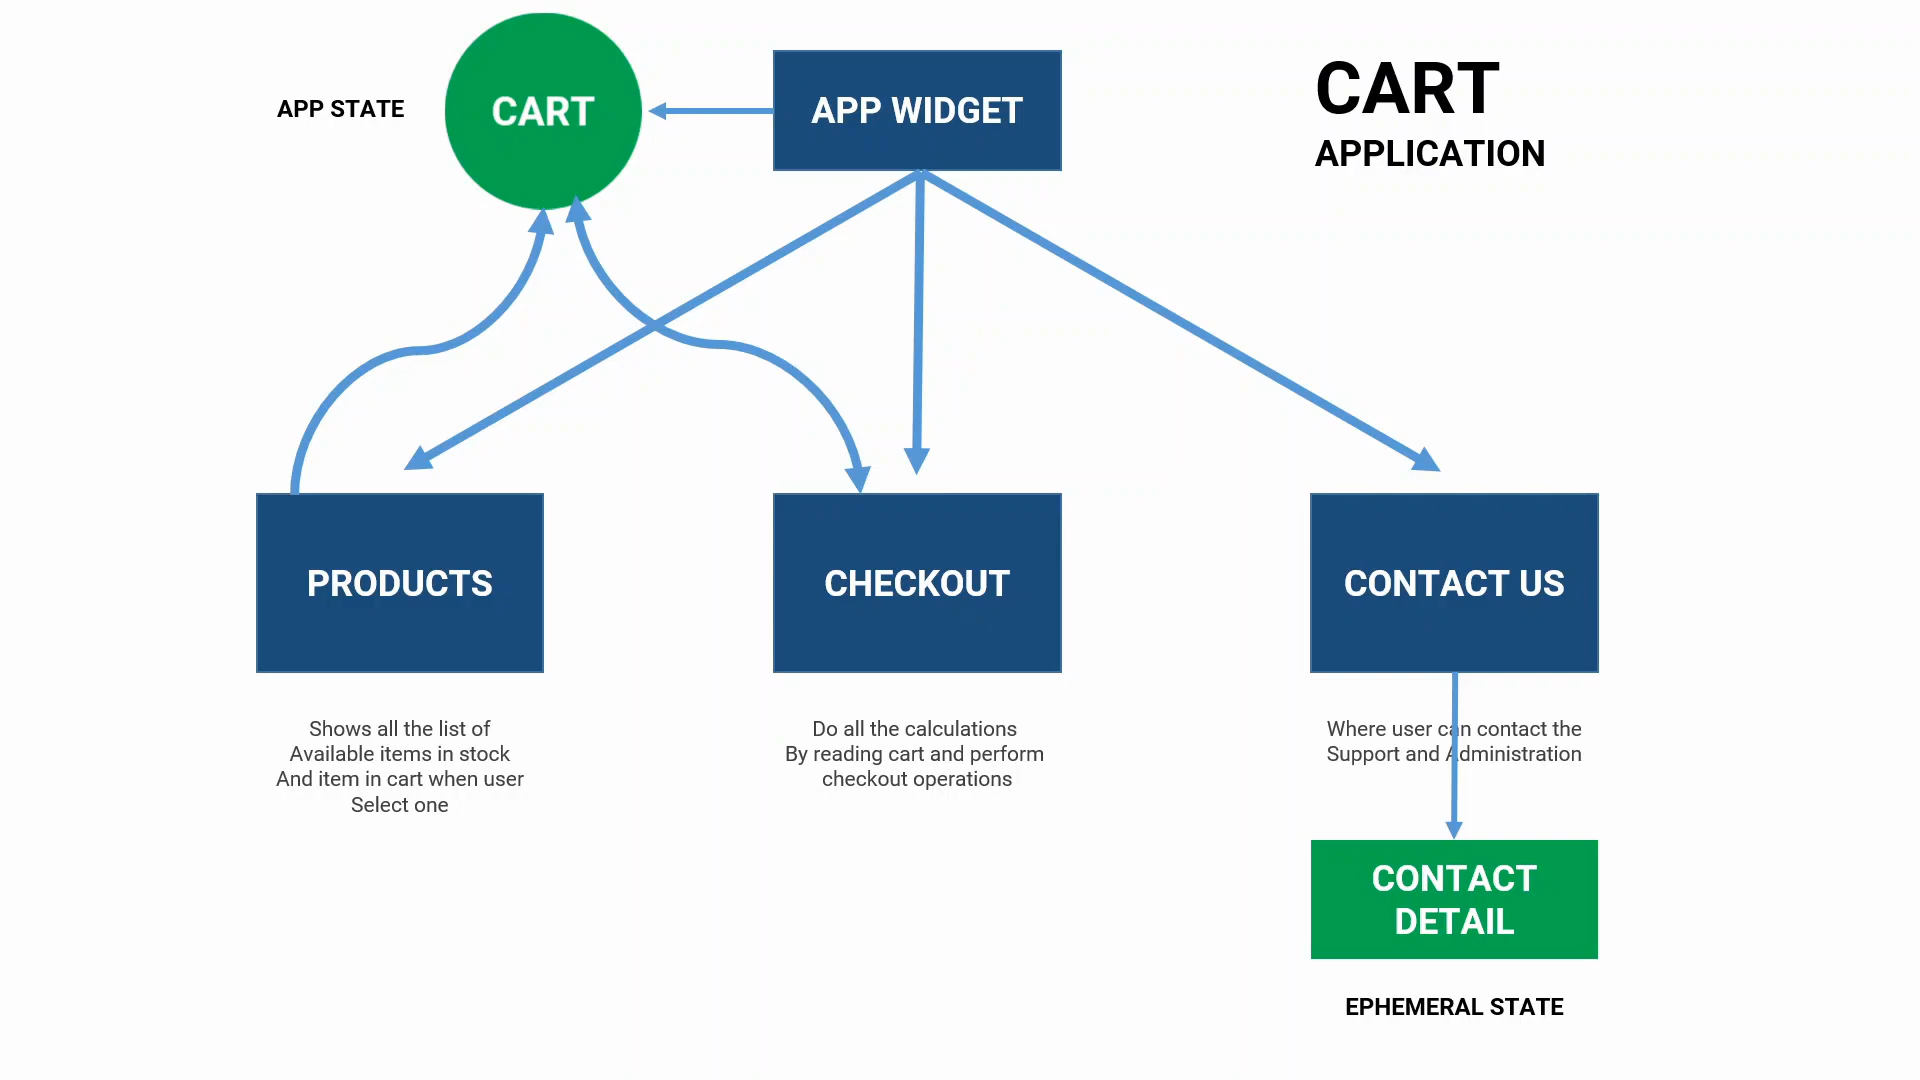 APP STATE
CART
APP WIDGET
CART
APPLICATION
PRODUCTS
CHECKOUT
CONTACT US
Shows all the list of
Available items in stock
And item in cart when user
Select one
Do all the calculations
By reading cart and perform
checkout operations
Where user can contact the
Support and Administration
CONTACT
DETAIL
EPHEMERAL STATE